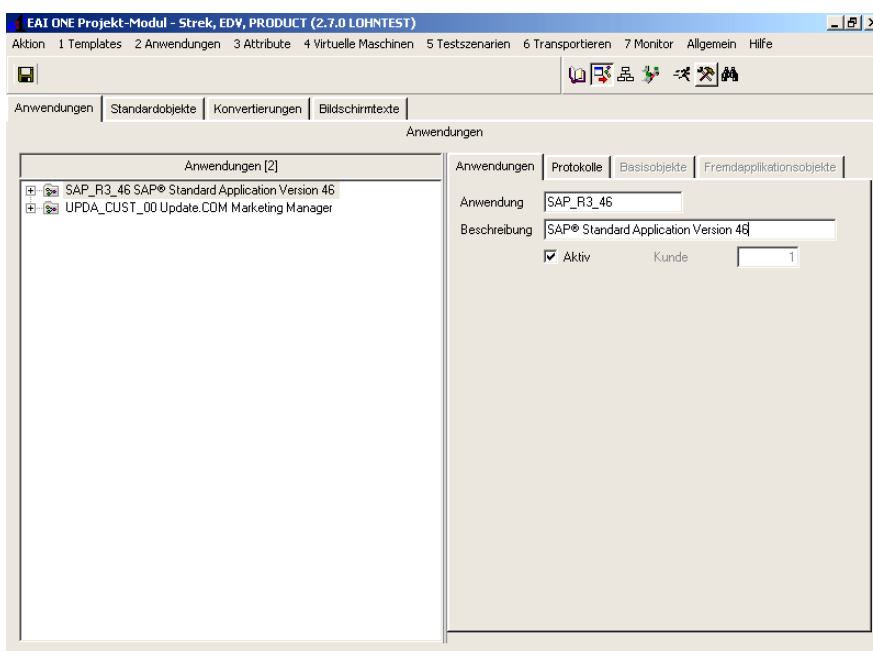 EAI ONE Projekt-Modul - Strek, EDV, PRODUCT (2.7.0 LOHNTEST)
Aktion 1 Templates 2 Anwendungen 3 Attribute 4 Virtuelle Maschinen 5 Testszenarien 6 Transportieren 7 Monitor Allgemein Hilfe
Anwendungen Standardobjekte Konvertierungen Bildschirmtexte
Anwendungen
Anwendungen [2]
SAP_R3_46 SAP® Standard Application Version 46
UPDA_CUST_00 Update.COM Marketing Manager
Anwendungen Protokolle Basisobjekte Fremdapplikationsobjekte
Anwendung SAP_R3_46
Beschreibung SAP® Standard Application Version 46
Aktiv Kunde 1